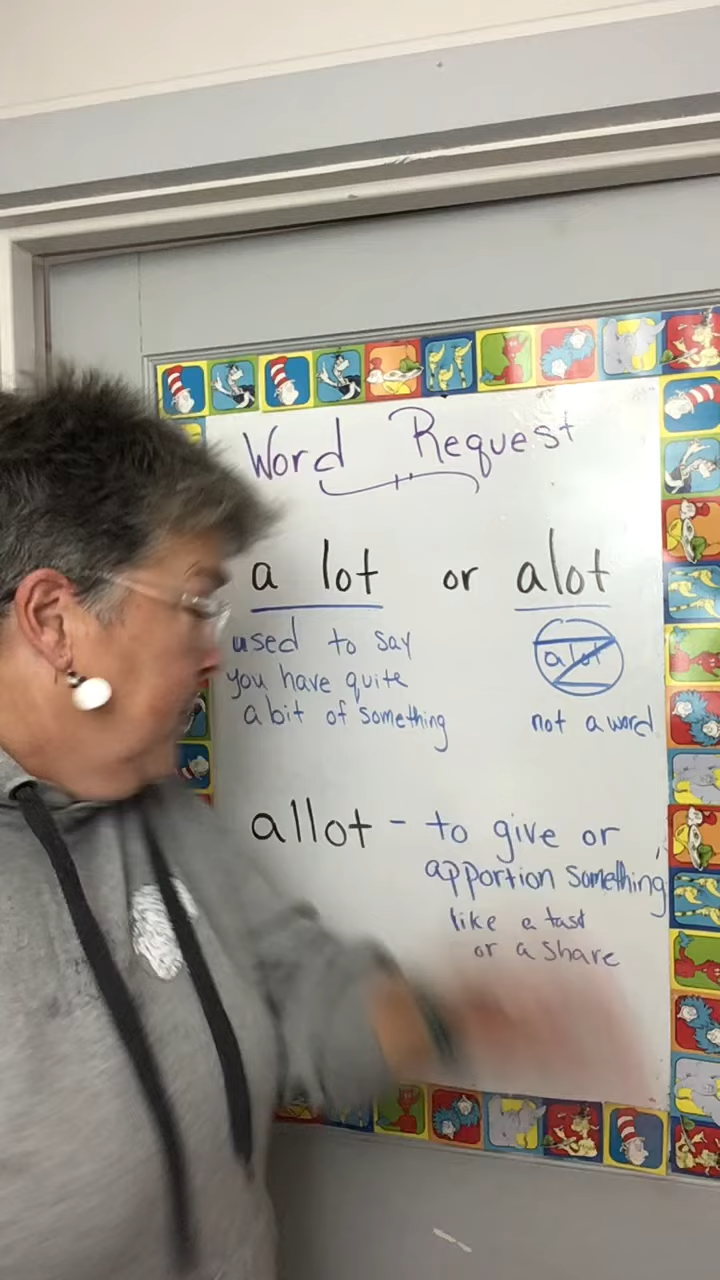 Word Request
a lot or alot
used to say
you have quite
a bit of something
alot
not a word
allot - to give or
apportion something
like a task
or a share